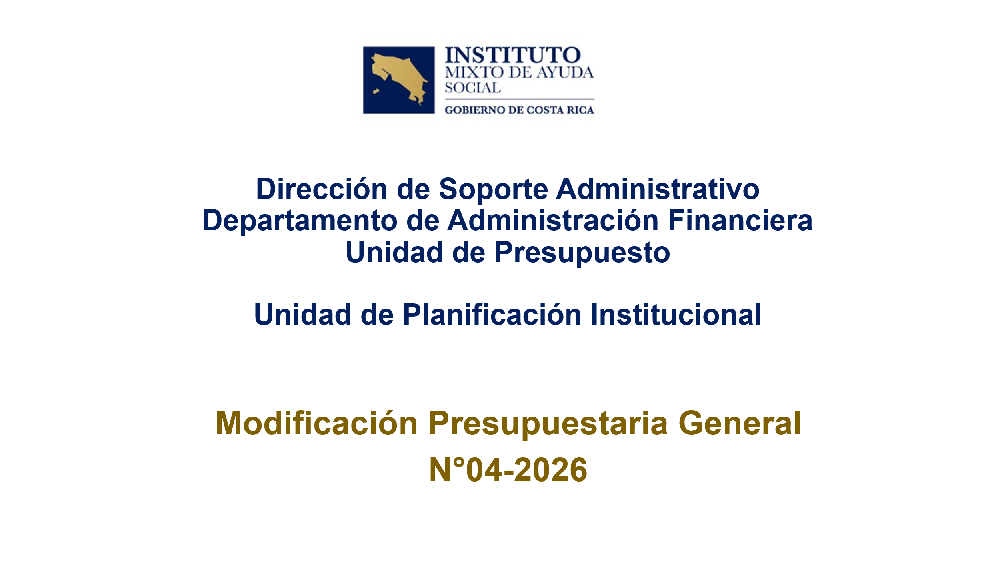 INSTITUTO
MIXTO DE AYUDA
SOCIAL
GOBIERNO DE COSTA RICA
Dirección de Soporte Administrativo
Departamento de Administración Financiera
Unidad de Presupuesto
Unidad de Planificación Institucional
Modificación Presupuestaria General
N°04-2026